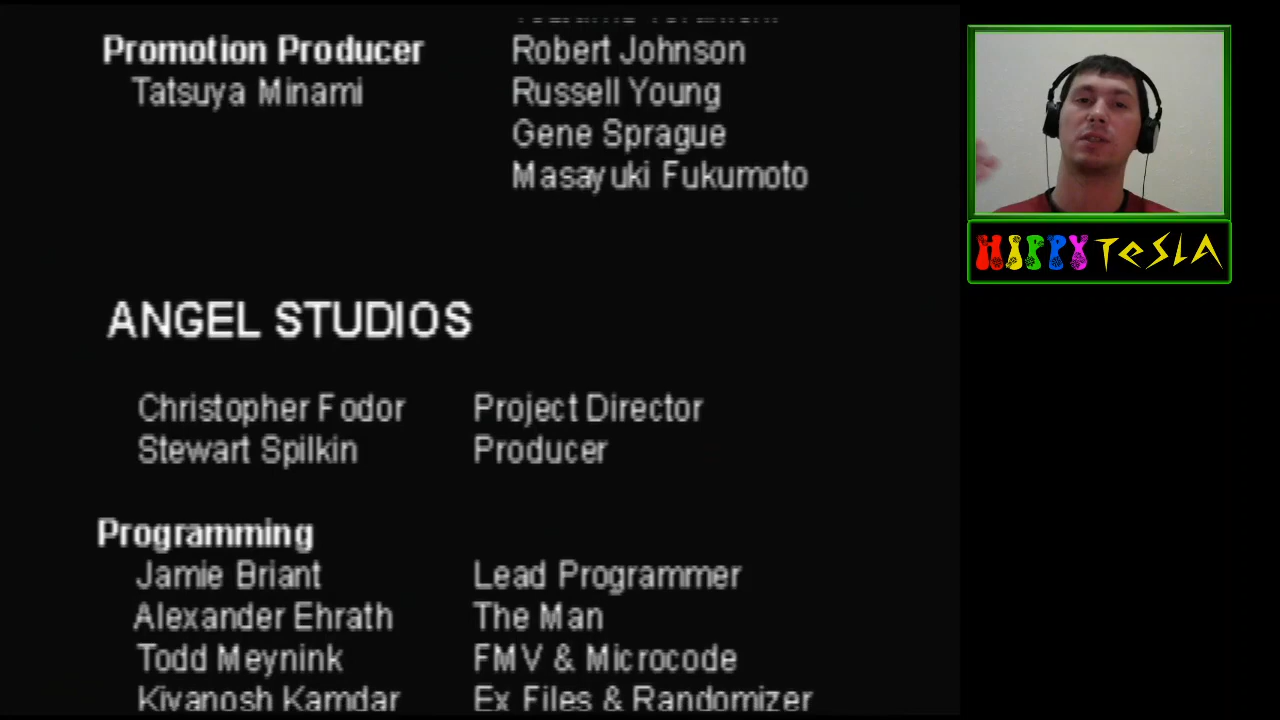 Promotion Producer
Tatsuya Minami
Robert Johnson
Russell Young
Gene Sprague
Masayuki Fukumoto
ANGEL STUDIOS
Christopher Fodor Project Director
Stewart Spilkin Producer
Programming
Jamie Briant Lead Programmer
Alexander Ehrath The Man
Todd Meynink FMV & Microcode
Kivanosh Kamdar Ex Files & Randomizer
HIPPY TeSLA